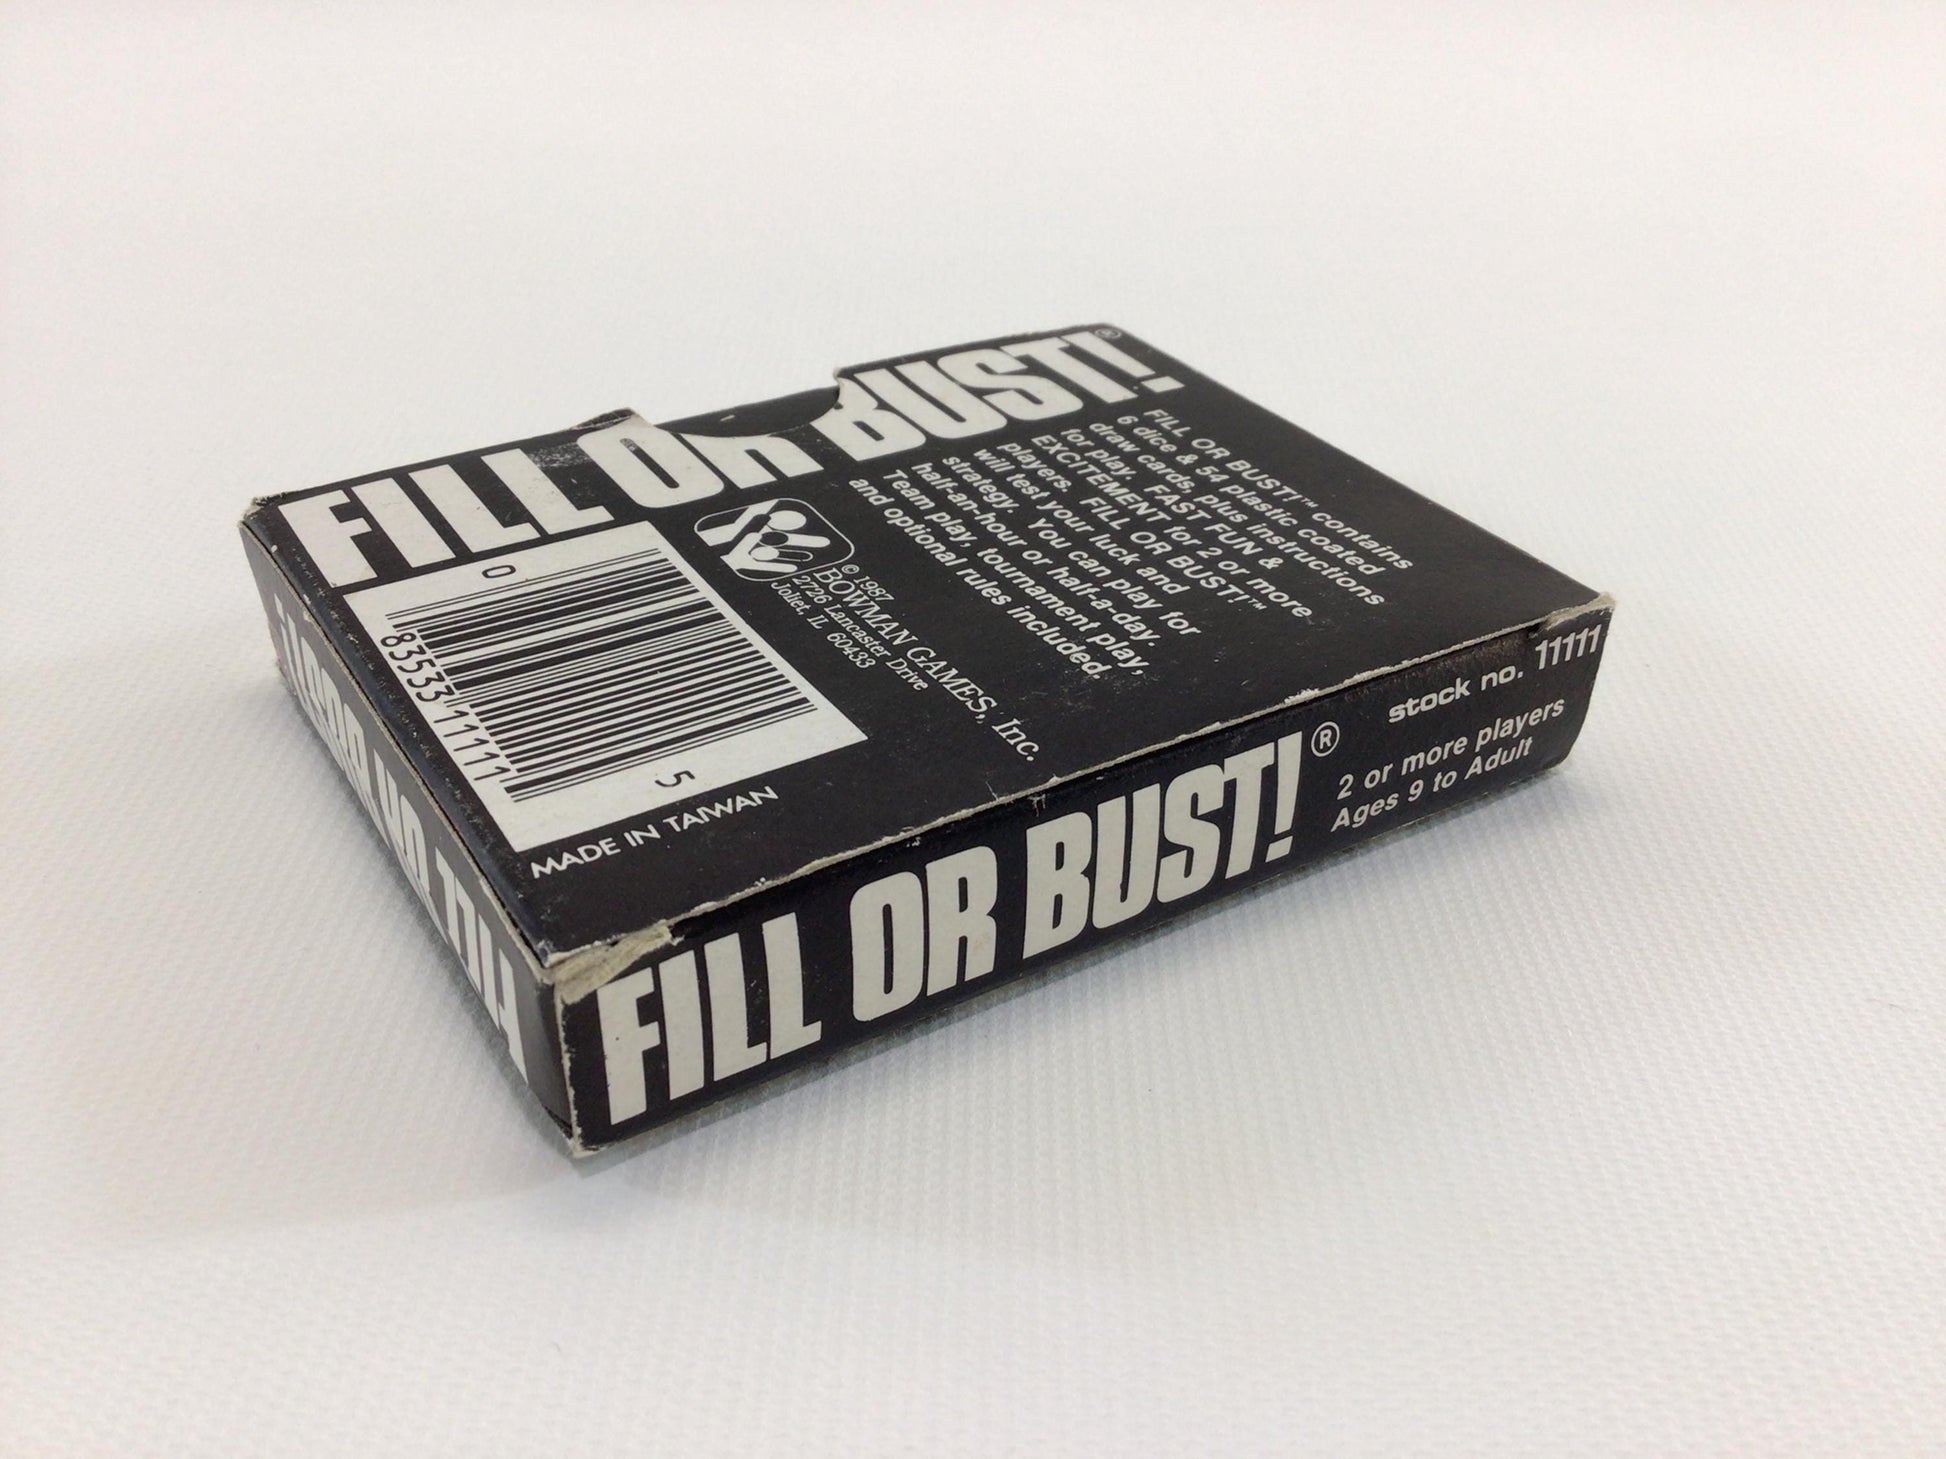 FILL OR BUST!®
FILL OR BUST!™ contains
6 dice & 54 plastic coated
draw cards, plus instructions
for play. FAST FUN &
EXCITEMENT for 2 or more
players. FILL OR BUST!™
will test your luck and
strategy. You can play for
half-an-hour or half-a-day.
Team play, tournament play,
and optional rules included.
© 1987
BOWMAN GAMES, Inc.
2726 Lancaster Drive
Joliet, IL 60433
0
83533 11111
5
MADE IN TAIWAN
FILL OR BUST!®
stock no. 11111
2 or more players
Ages 9 to Adult
FILL OR BUST!